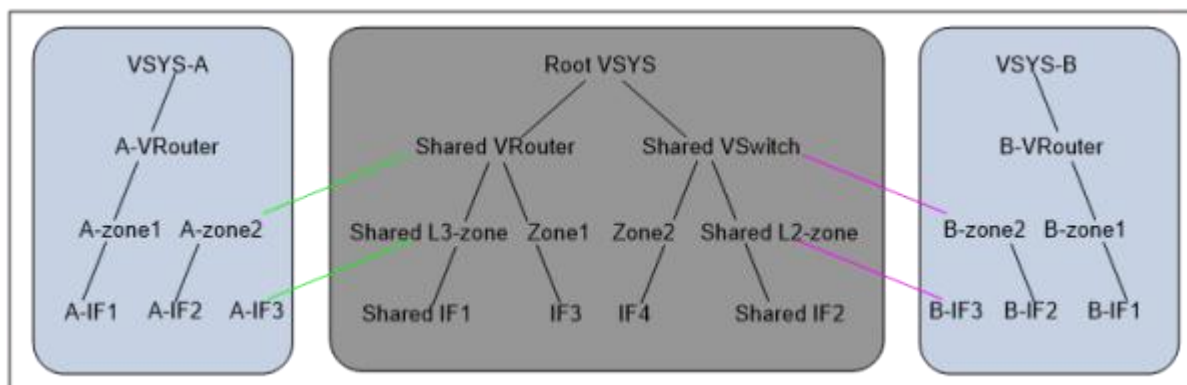 VSYS-A
Root VSYS
VSYS-B
A-VRouter
Shared VRouter
Shared VSwitch
B-VRouter
A-zone1
A-zone2
Shared L3-zone
Zone1
Zone2
Shared L2-zone
B-zone2
B-zone1
A-IF1
A-IF2
A-IF3
Shared IF1
IF3
IF4
Shared IF2
B-IF3
B-IF2
B-IF1